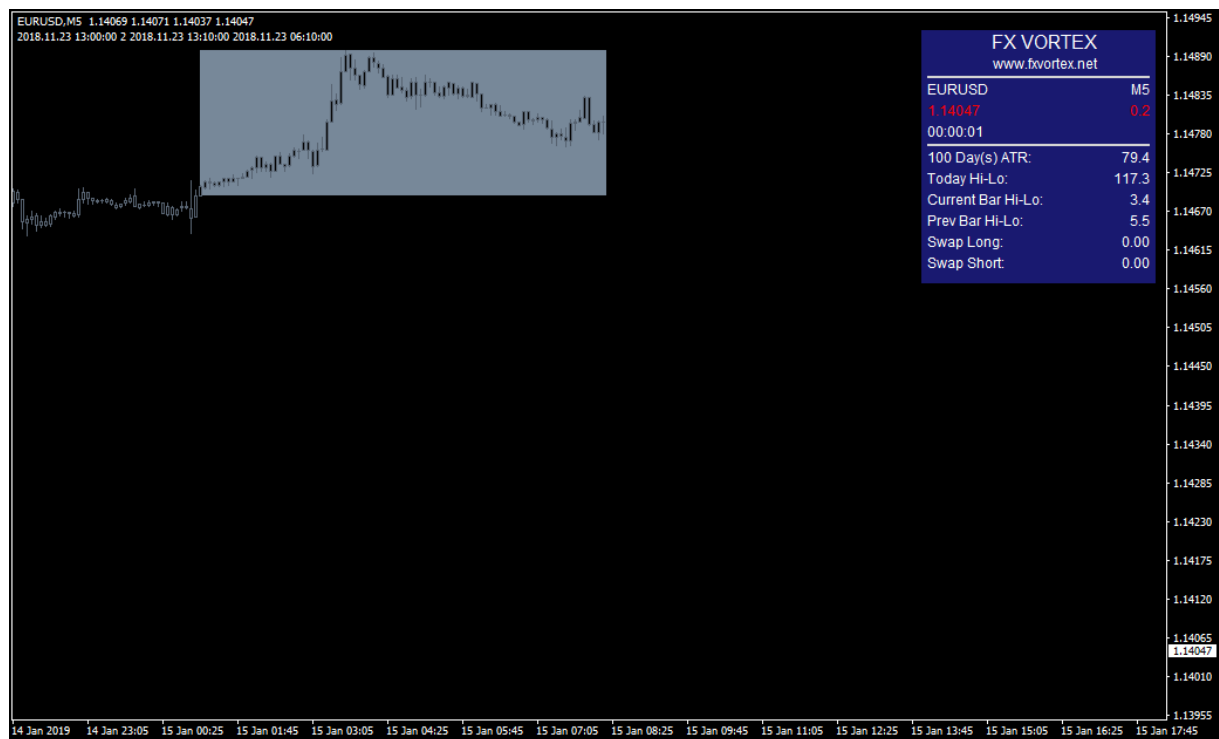 EURUSD,M5 1.14069 1.14071 1.14037 1.14047
2018.11.23 13:00:00 2 2018.11.23 13:10:00 2018.11.23 06:10:00
FX VORTEX
www.fxvortex.net
EURUSD M5
1.14047 0.2
00:00:01
100 Day(s) ATR: 79.4
Today Hi-Lo: 117.3
Current Bar Hi-Lo: 3.4
Prev Bar Hi-Lo: 5.5
Swap Long: 0.00
Swap Short: 0.00
1.14945
1.14890
1.14835
1.14780
1.14725
1.14670
1.14615
1.14560
1.14505
1.14450
1.14395
1.14340
1.14285
1.14230
1.14175
1.14120
1.14065
1.14047
1.14010
1.13955
14 Jan 2019 14 Jan 23:05 15 Jan 00:25 15 Jan 01:45 15 Jan 03:05 15 Jan 04:25 15 Jan 05:45 15 Jan 07:05 15 Jan 08:25 15 Jan 09:45 15 Jan 11:05 15 Jan 12:25 15 Jan 13:45 15 Jan 15:05 15 Jan 16:25 15 Jan 17:45